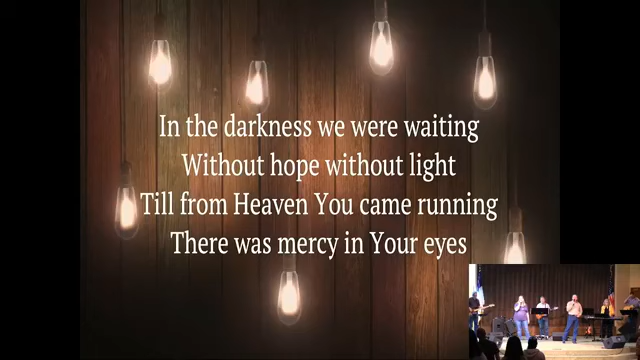 In the darkness we were waiting
Without hope without light
Till from Heaven You came running
There was mercy in Your eyes